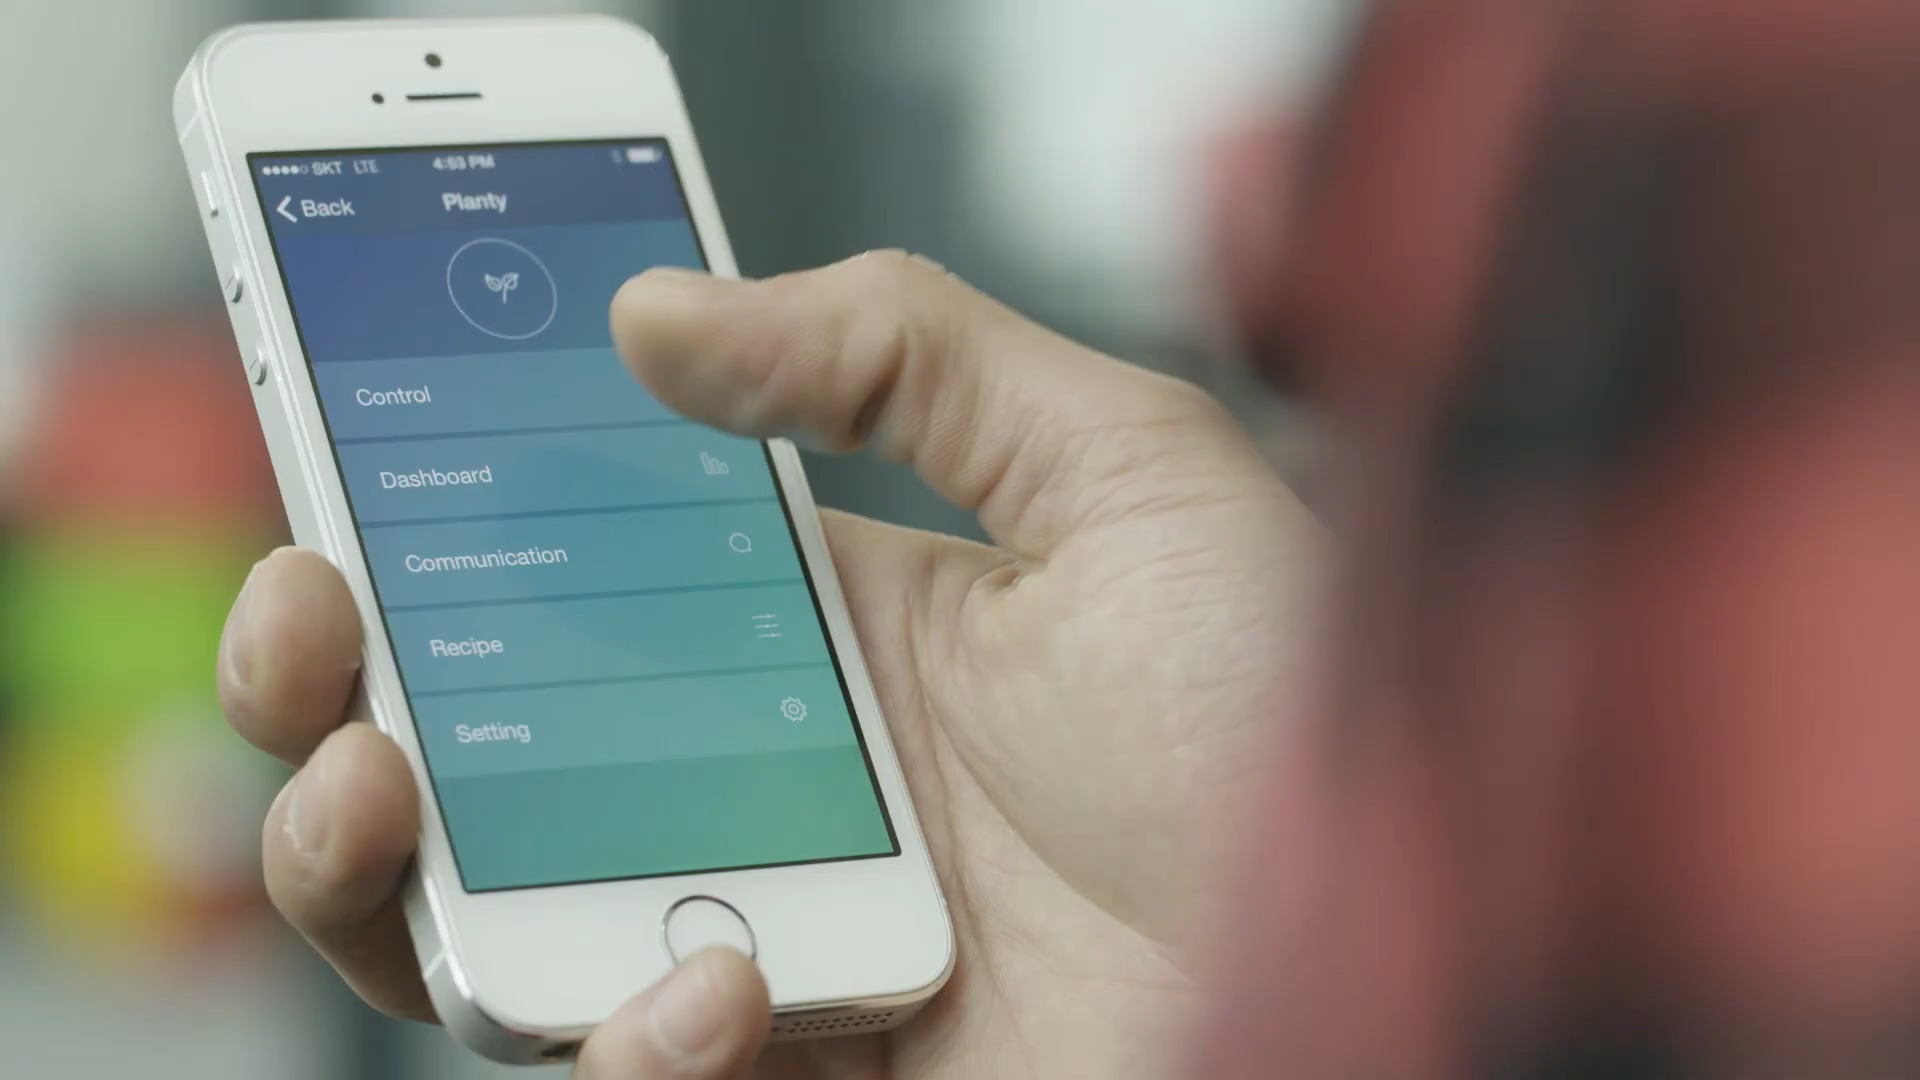 SKT LTE 4:53 PM
Back Planty
Control
Dashboard
Communication
Recipe
Setting